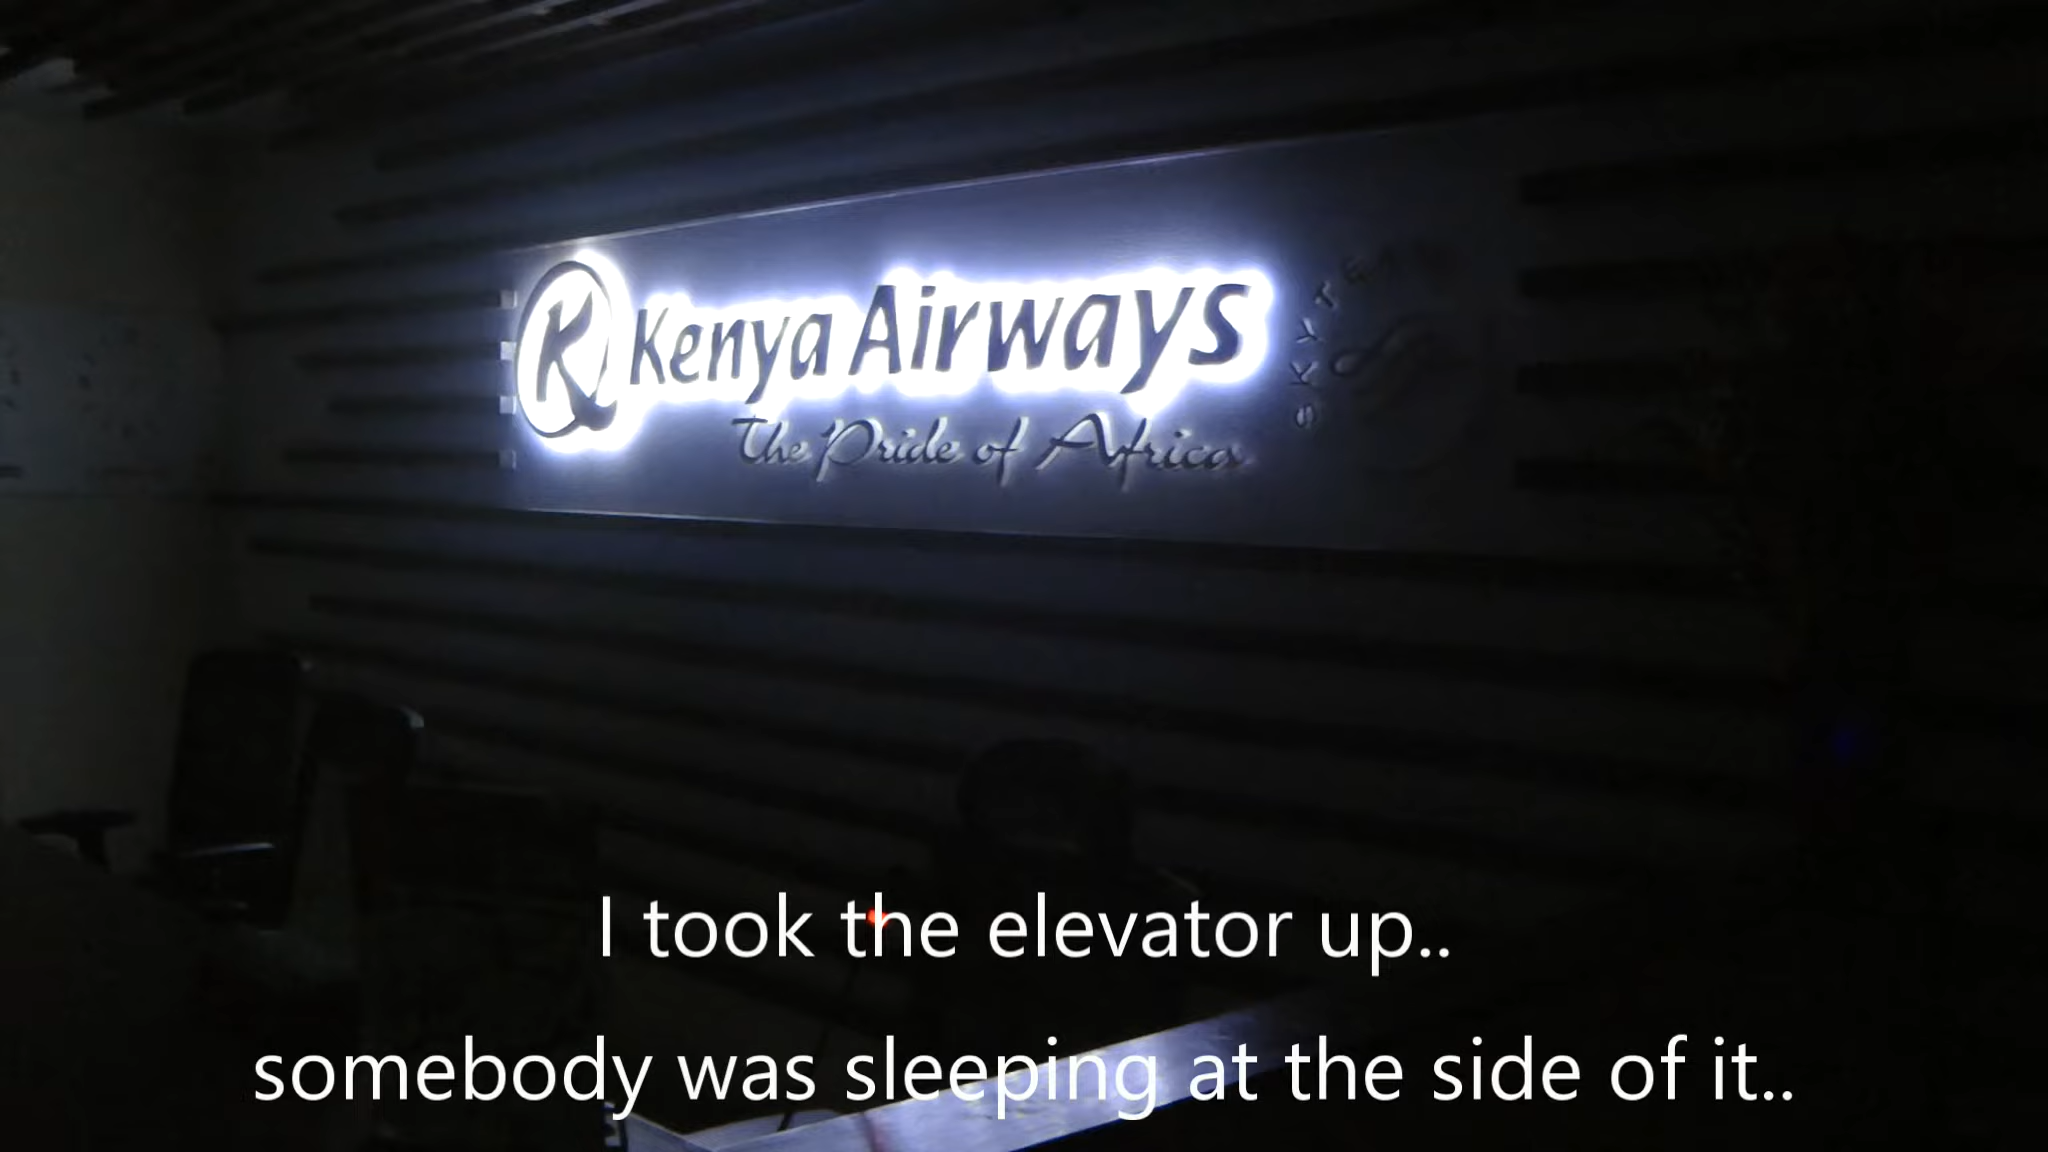 K Kenya Airways
The Pride of Africa
SKYTEAM
I took the elevator up..
somebody was sleeping at the side of it..